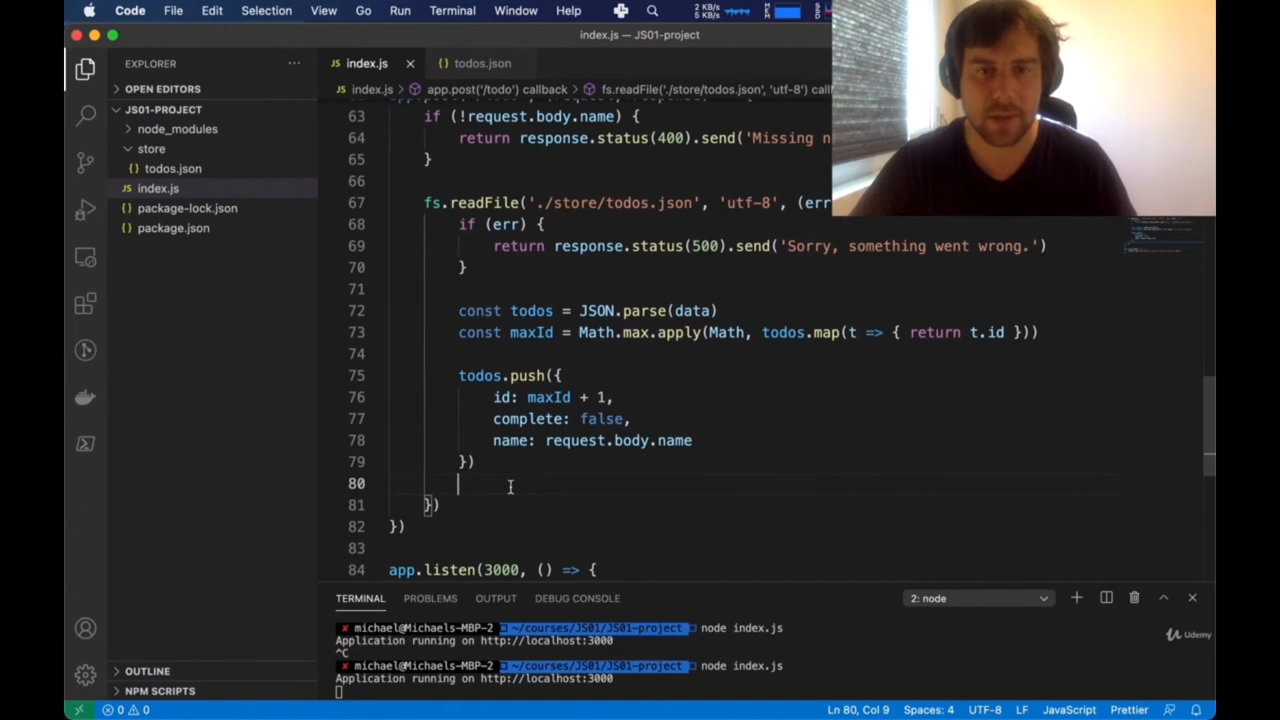 Code File Edit Selection View Go Run Terminal Window Help
2 KB/s
5 KB/s
index.js — JS01-project
EXPLORER
OPEN EDITORS
JS01-PROJECT
node_modules
store
todos.json
index.js
package-lock.json
package.json
OUTLINE
NPM SCRIPTS
index.js
todos.json
index.js > app.post('/todo') callback > fs.readFile('./store/todos.json', 'utf-8') call
63 if (!request.body.name) {
64 return response.status(400).send('Missing n
65 }
66
67 fs.readFile('./store/todos.json', 'utf-8', (err
68 if (err) {
69 return response.status(500).send('Sorry, something went wrong.')
70 }
71
72 const todos = JSON.parse(data)
73 const maxId = Math.max.apply(Math, todos.map(t => { return t.id }))
74
75 todos.push({
76 id: maxId + 1,
77 complete: false,
78 name: request.body.name
79 })
80
81 })
82 })
83
84 app.listen(3000, () => {
TERMINAL PROBLEMS OUTPUT DEBUG CONSOLE 2: node
✘ michael@Michaels-MBP-2 ~/courses/JS01/JS01-project node index.js
Application running on http://localhost:3000
^C
✘ michael@Michaels-MBP-2 ~/courses/JS01/JS01-project node index.js
Application running on http://localhost:3000
Udemy
0 0 Ln 80, Col 9 Spaces: 4 UTF-8 LF JavaScript Prettier